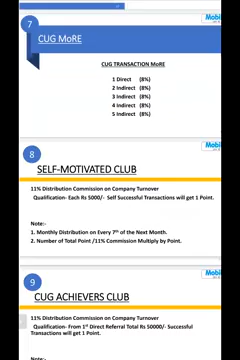 7
Mobi
CUG MoRE
CUG TRANSACTION MoRE
1 Direct (8%)
2 Indirect (8%)
3 Indirect (8%)
4 Indirect (8%)
5 Indirect (8%)
8
Mobi
SELF-MOTIVATED CLUB
11% Distribution Commission on Company Turnover
Qualification- Each Rs 5000/- Self Successful Transactions will get 1 Point.
Note:-
1. Monthly Distribution on Every 7th of the Next Month.
2. Number of Total Point /11% Commission Multiply by Point.
9
Mobi
CUG ACHIEVERS CLUB
11% Distribution Commission on Company Turnover
Qualification- From 1st Direct Referral Total Rs 50000/- Successful
Transactions will get 1 Point.
Note:-